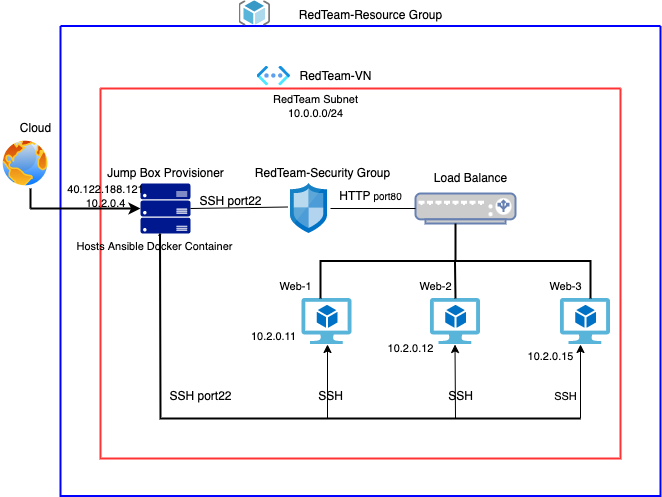 RedTeam-Resource Group
RedTeam-VN
RedTeam Subnet
10.0.0.0/24
Cloud
Jump Box Provisioner
RedTeam-Security Group
Load Balance
40.122.188.121
10.2.0.4
SSH port22
HTTP port80
Hosts Ansible Docker Container
Web-1
Web-2
Web-3
10.2.0.11
10.2.0.12
10.2.0.15
SSH port22
SSH
SSH
SSH